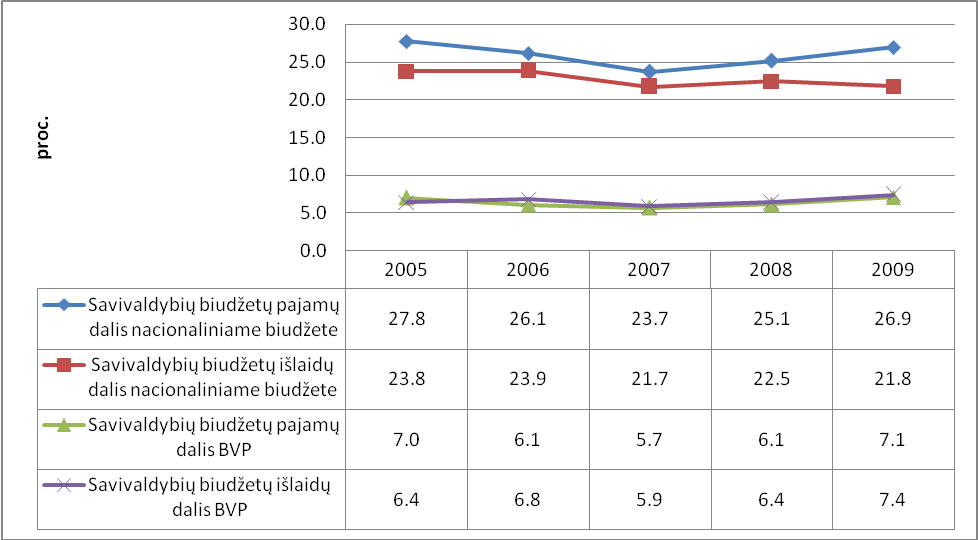 30.0
25.0
20.0
15.0
10.0
5.0
0.0
proc.
2005 2006 2007 2008 2009
Savivaldybių biudžetų pajamų
dalis nacionaliniame biudžete
27.8 26.1 23.7 25.1 26.9
Savivaldybių biudžetų išlaidų
dalis nacionaliniame biudžete
23.8 23.9 21.7 22.5 21.8
Savivaldybių biudžetų pajamų
dalis BVP
7.0 6.1 5.7 6.1 7.1
Savivaldybių biudžetų išlaidų
dalis BVP
6.4 6.8 5.9 6.4 7.4